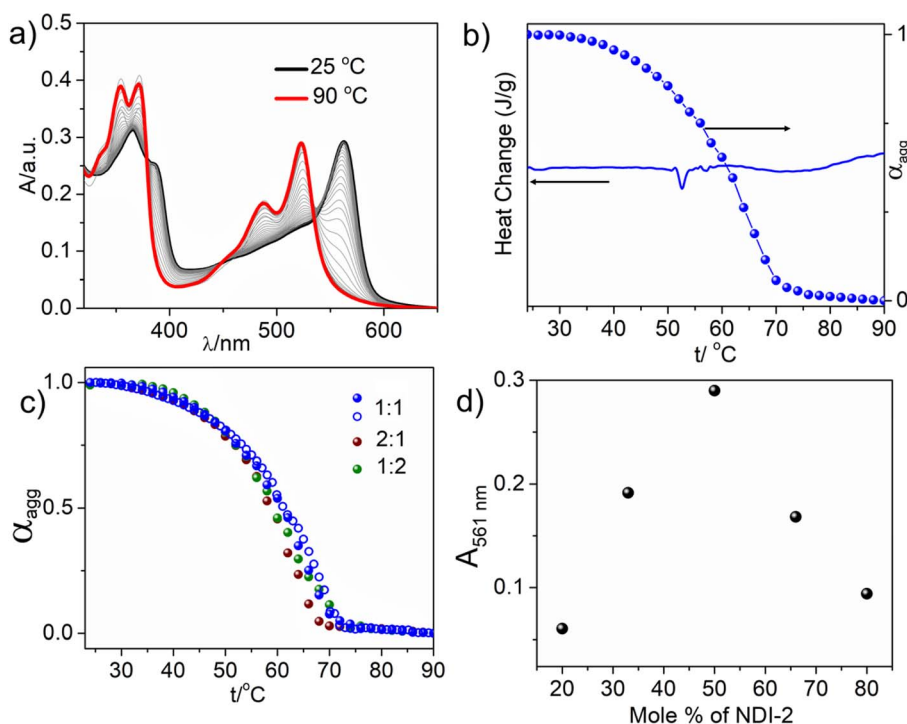 a)
0.5
0.4
0.3
0.2
0.1
0.0
A/a.u.
25 °C
90 °C
400
500
600
λ/nm
b)
Heat Change (J/g)
1
0
α_agg
30
40
50
60
70
80
90
t/ °C
c)
1.0
0.5
0.0
α_agg
1:1
2:1
1:2
30
40
50
60
70
80
90
t/°C
d)
0.3
0.2
0.1
A_561 nm
20
30
40
50
60
70
80
Mole % of NDI-2